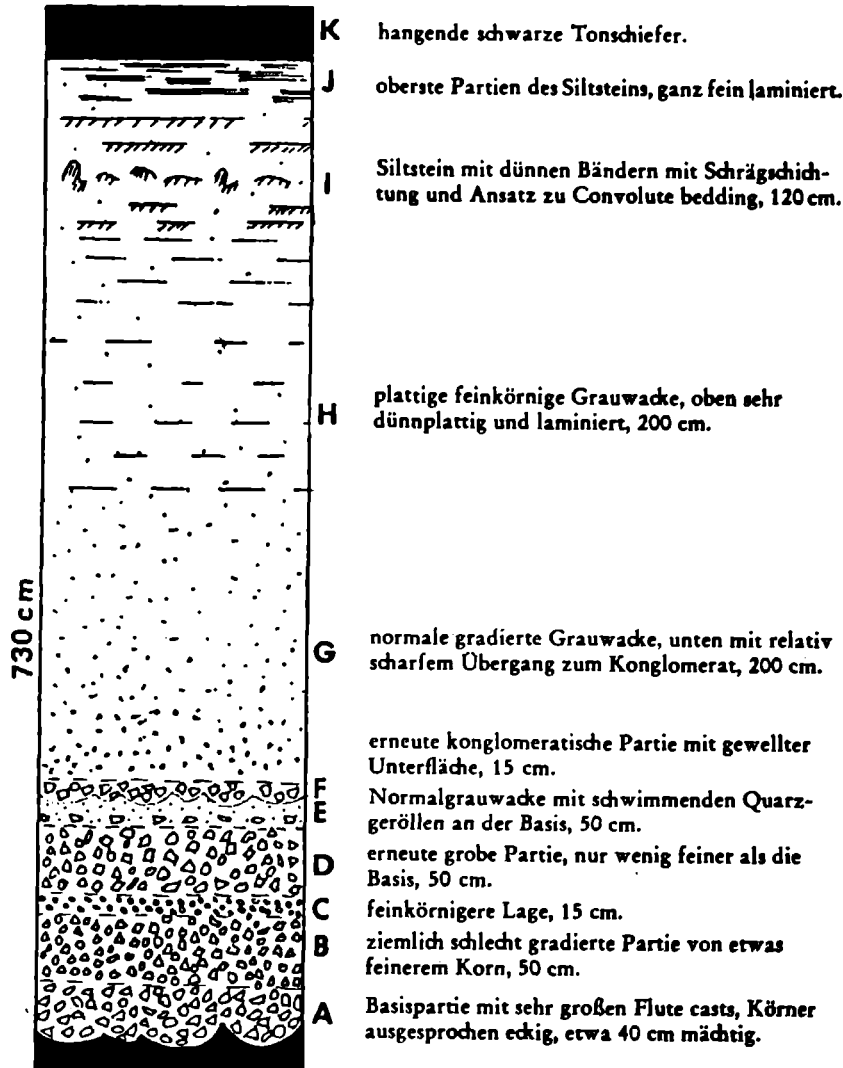 K hangende schwarze Tonschiefer.
J oberste Partien des Siltsteins, ganz fein laminiert.
I Siltstein mit dünnen Bändern mit Schrägschich-
tung und Ansatz zu Convolute bedding, 120 cm.
H plattige feinkörnige Grauwacke, oben sehr
dünnplattig und laminiert, 200 cm.
730 cm
G normale gradierte Grauwacke, unten mit relativ
scharfem Übergang zum Konglomerat, 200 cm.
F erneute konglomeratische Partie mit gewellter
Unterfläche, 15 cm.
E Normalgrauwacke mit schwimmenden Quarz-
geröllen an der Basis, 50 cm.
D erneute grobe Partie, nur wenig feiner als die
Basis, 50 cm.
C feinkörnigere Lage, 15 cm.
B ziemlich schlecht gradierte Partie von etwas
feinerem Korn, 50 cm.
A Basispartie mit sehr großen Flute casts, Körner
ausgesprochen eckig, etwa 40 cm mächtig.